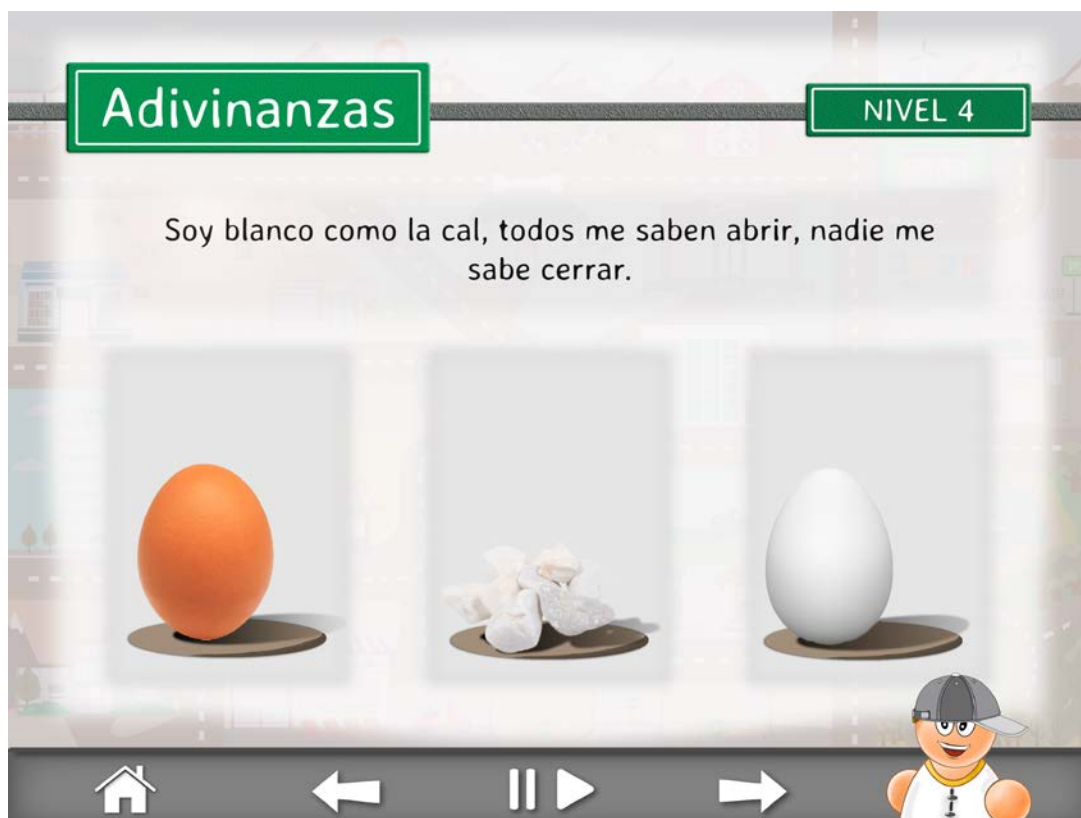 Adivinanzas
NIVEL 4
Soy blanco como la cal, todos me saben abrir, nadie me
sabe cerrar.